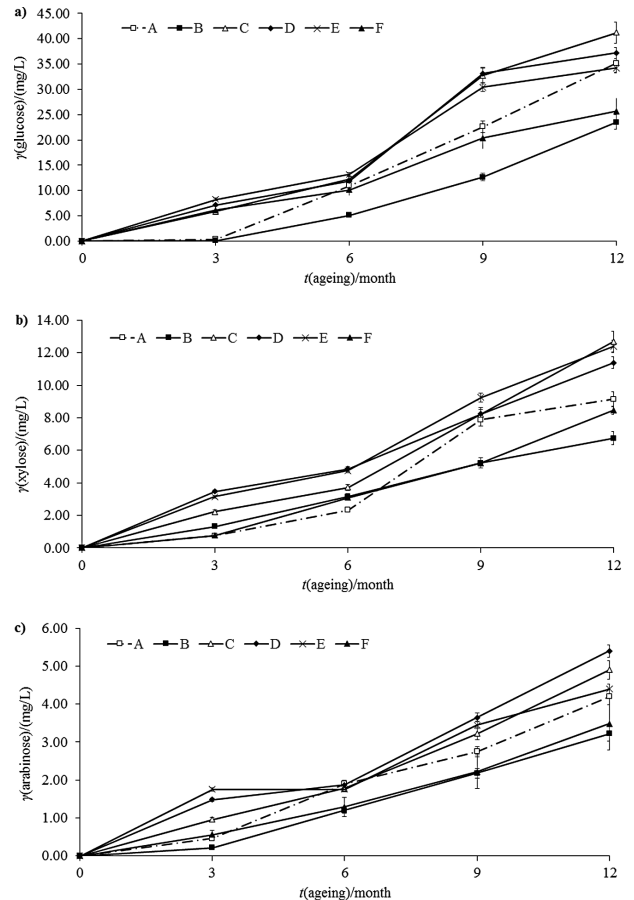 a)
45.00
A B C D E F
40.00
35.00
30.00
25.00
20.00
15.00
10.00
5.00
0.00
γ(glucose)/(mg/L)
0 3 6 9 12
t(ageing)/month
b)
14.00
A B C D E F
12.00
10.00
8.00
6.00
4.00
2.00
0.00
γ(xylose)/(mg/L)
0 3 6 9 12
t(ageing)/month
c)
6.00
A B C D E F
5.00
4.00
3.00
2.00
1.00
0.00
γ(arabinose)/(mg/L)
0 3 6 9 12
t(ageing)/month